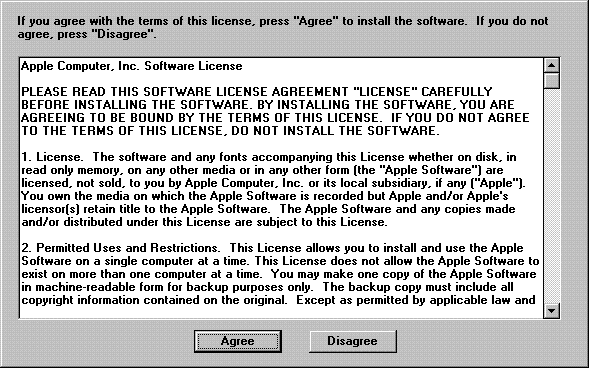 If you agree with the terms of this license, press "Agree" to install the software.  If you do not
agree, press "Disagree".
Apple Computer, Inc. Software License
PLEASE READ THIS SOFTWARE LICENSE AGREEMENT "LICENSE" CAREFULLY
BEFORE INSTALLING THE SOFTWARE. BY INSTALLING THE SOFTWARE, YOU ARE
AGREEING TO BE BOUND BY THE TERMS OF THIS LICENSE.  IF YOU DO NOT AGREE
TO THE TERMS OF THIS LICENSE, DO NOT INSTALL THE SOFTWARE.
1. License.  The software and any fonts accompanying this License whether on disk, in
read only memory, on any other media or in any other form (the "Apple Software") are
licensed, not sold, to you by Apple Computer, Inc. or its local subsidiary, if any ("Apple").
You own the media on which the Apple Software is recorded but Apple and/or Apple's
licensor(s) retain title to the Apple Software.  The Apple Software and any copies made
and/or distributed under this License are subject to this License.
2. Permitted Uses and Restrictions.  This License allows you to install and use the Apple
Software on a single computer at a time. This License does not allow the Apple Software to
exist on more than one computer at a time.  You may make one copy of the Apple Software
in machine-readable form for backup purposes only.  The backup copy must include all
copyright information contained on the original.  Except as permitted by applicable law and
Agree
Disagree